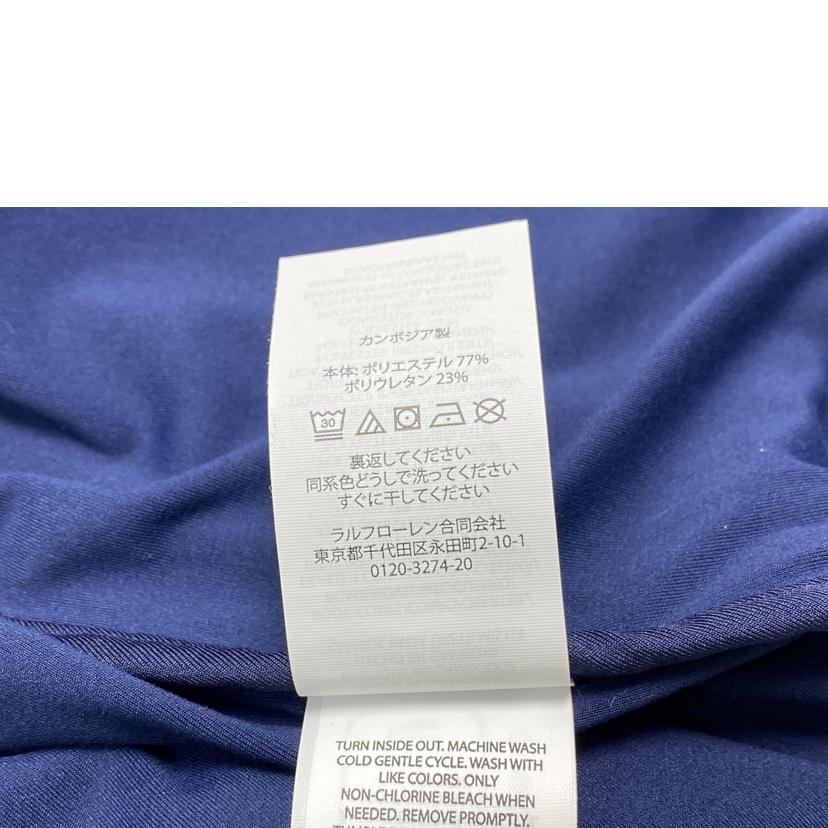 カンボジア製
本体: ポリエステル 77%
ポリウレタン 23%
30
裏返してください
同系色どうしで洗ってください
すぐに干してください
ラルフローレン合同会社
東京都千代田区永田町2-10-1
0120-3274-20
TURN INSIDE OUT. MACHINE WASH
COLD GENTLE CYCLE. WASH WITH
LIKE COLORS. ONLY
NON-CHLORINE BLEACH WHEN
NEEDED. REMOVE PROMPTLY.